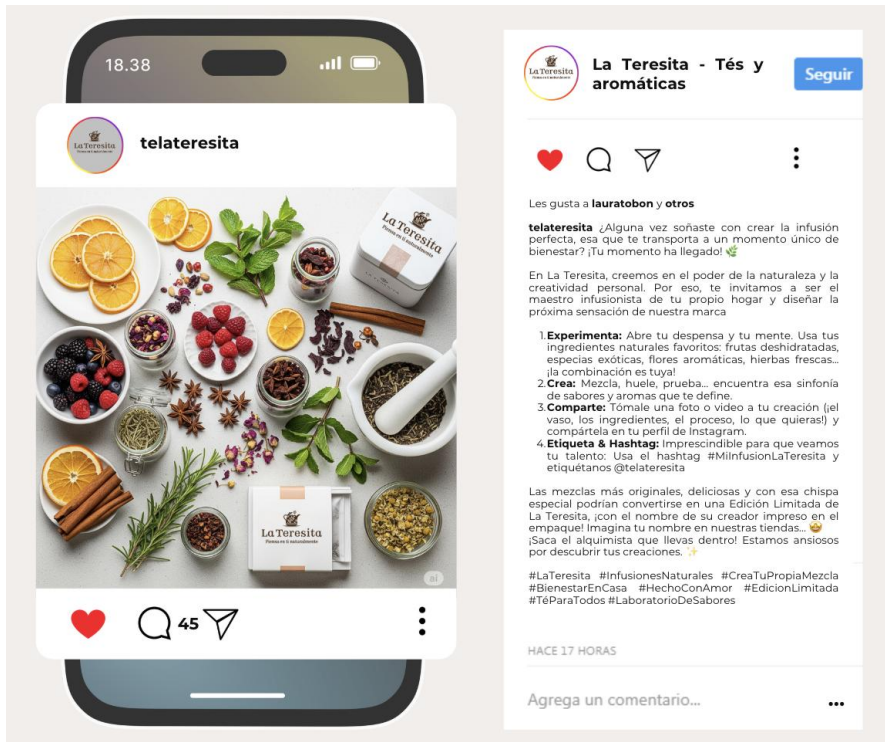 18.38
La Teresita
telateresita
La Teresita
Piensa en ti naturalmente
La Teresita
Piensa en ti naturalmente
ai
45
La Teresita
La Teresita - Tés y
aromáticas
Seguir
Les gusta a lauratobon y otros
telateresita ¿Alguna vez soñaste con crear la infusión
perfecta, esa que te transporta a un momento único de
bienestar? ¡Tu momento ha llegado! 🌿
En La Teresita, creemos en el poder de la naturaleza y la
creatividad personal. Por eso, te invitamos a ser el
maestro infusionista de tu propio hogar y diseñar la
próxima sensación de nuestra marca
1. Experimenta: Abre tu despensa y tu mente. Usa tus
ingredientes naturales favoritos: frutas deshidratadas,
especias exóticas, flores aromáticas, hierbas frescas...
¡la combinación es tuya!
2. Crea: Mezcla, huele, prueba... encuentra esa sinfonía
de sabores y aromas que te define.
3. Comparte: Tómale una foto o video a tu creación (¡el
vaso, los ingredientes, el proceso, lo que quieras!) y
compártela en tu perfil de Instagram.
4. Etiqueta & Hashtag: Imprescindible para que veamos
tu talento: Usa el hashtag #MiInfusionLaTeresita y
etiquétanos @telateresita
Las mezclas más originales, deliciosas y con esa chispa
especial podrían convertirse en una Edición Limitada de
La Teresita, ¡con el nombre de su creador impreso en el
empaque! Imagina tu nombre en nuestras tiendas... 🤩
¡Saca el alquimista que llevas dentro! Estamos ansiosos
por descubrir tus creaciones. ✨
#LaTeresita #InfusionesNaturales #CreaTuPropiaMezcla
#BienestarEnCasa #HechoConAmor #EdicionLimitada
#TéParaTodos #LaboratorioDeSabores
HACE 17 HORAS
Agrega un comentario...